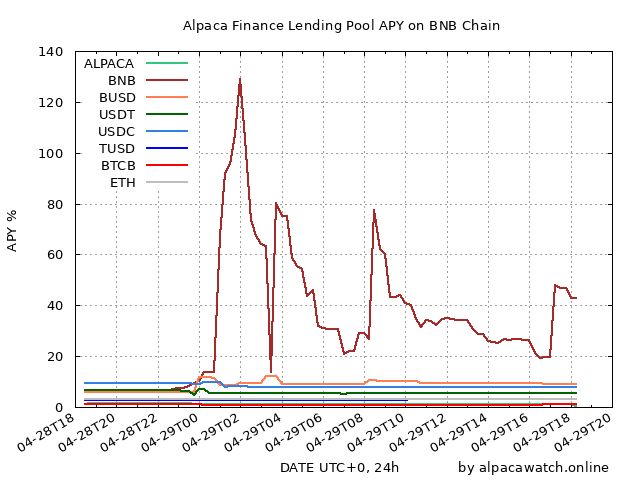 Alpaca Finance Lending Pool APY on BNB Chain
APY %
140
120
100
80
60
40
20
0
ALPACA
BNB
BUSD
USDT
USDC
TUSD
BTCB
ETH
04-28T18
04-28T20
04-28T22
04-29T00
04-29T02
04-29T04
04-29T06
04-29T08
04-29T10
04-29T12
04-29T14
04-29T16
04-29T18
04-29T20
DATE UTC+0, 24h
by alpacawatch.online